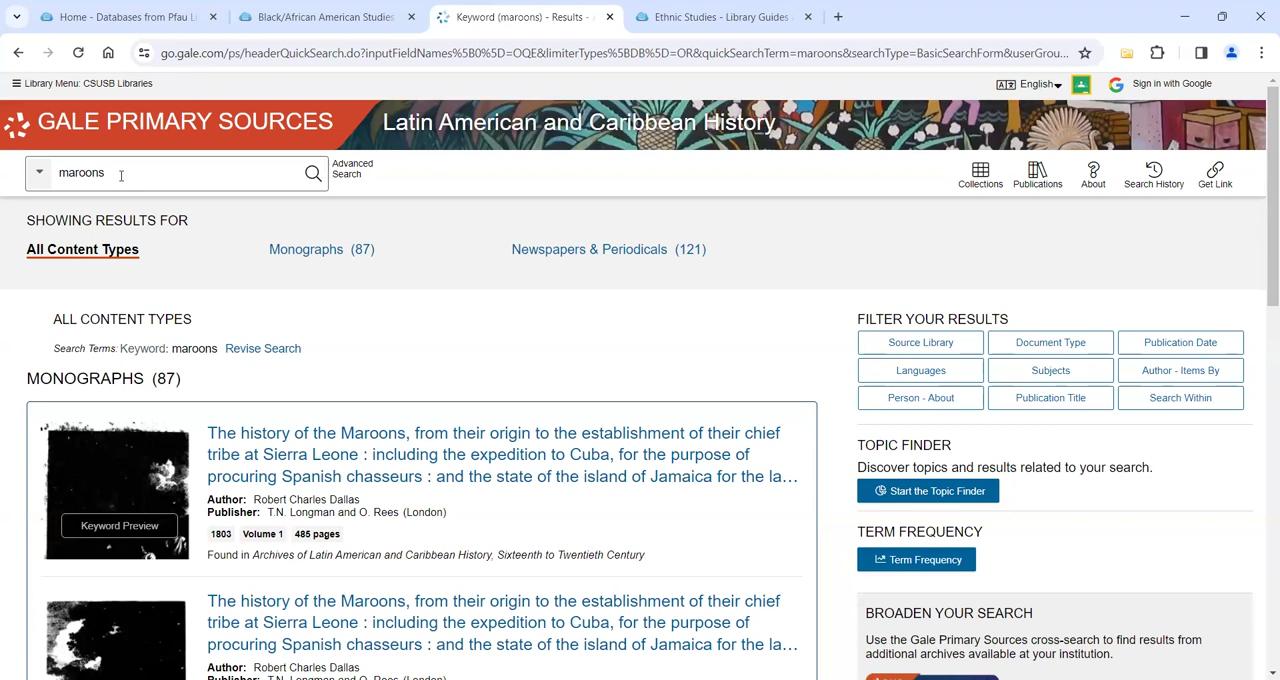 Home - Databases from Pfau Li
Black/African American Studies
Keyword (maroons) - Results -
Ethnic Studies - Library Guides
go.gale.com/ps/headerQuickSearch.do?inputFieldNames%5B0%5D=OQE&limiterTypes%5BDB%5D=OR&quickSearchTerm=maroons&searchType=BasicSearchForm&userGrou...
Library Menu: CSUSB Libraries
English
Sign in with Google
GALE PRIMARY SOURCES
Latin American and Caribbean History
maroons
Advanced
Search
Collections
Publications
About
Search History
Get Link
SHOWING RESULTS FOR
All Content Types
Monographs (87)
Newspapers & Periodicals (121)
ALL CONTENT TYPES
Search Terms: Keyword: maroons Revise Search
MONOGRAPHS (87)
Keyword Preview
The history of the Maroons, from their origin to the establishment of their chief
tribe at Sierra Leone : including the expedition to Cuba, for the purpose of
procuring Spanish chasseurs : and the state of the island of Jamaica for the la...
Author: Robert Charles Dallas
Publisher: T.N. Longman and O. Rees (London)
1803 Volume 1 485 pages
Found in Archives of Latin American and Caribbean History, Sixteenth to Twentieth Century
The history of the Maroons, from their origin to the establishment of their chief
tribe at Sierra Leone : including the expedition to Cuba, for the purpose of
procuring Spanish chasseurs : and the state of the island of Jamaica for the la...
Author: Robert Charles Dallas
Publisher: T.N. Longman and O. Rees (London)
FILTER YOUR RESULTS
Source Library
Document Type
Publication Date
Languages
Subjects
Author - Items By
Person - About
Publication Title
Search Within
TOPIC FINDER
Discover topics and results related to your search.
Start the Topic Finder
TERM FREQUENCY
Term Frequency
BROADEN YOUR SEARCH
Use the Gale Primary Sources cross-search to find results from
additional archives available at your institution.